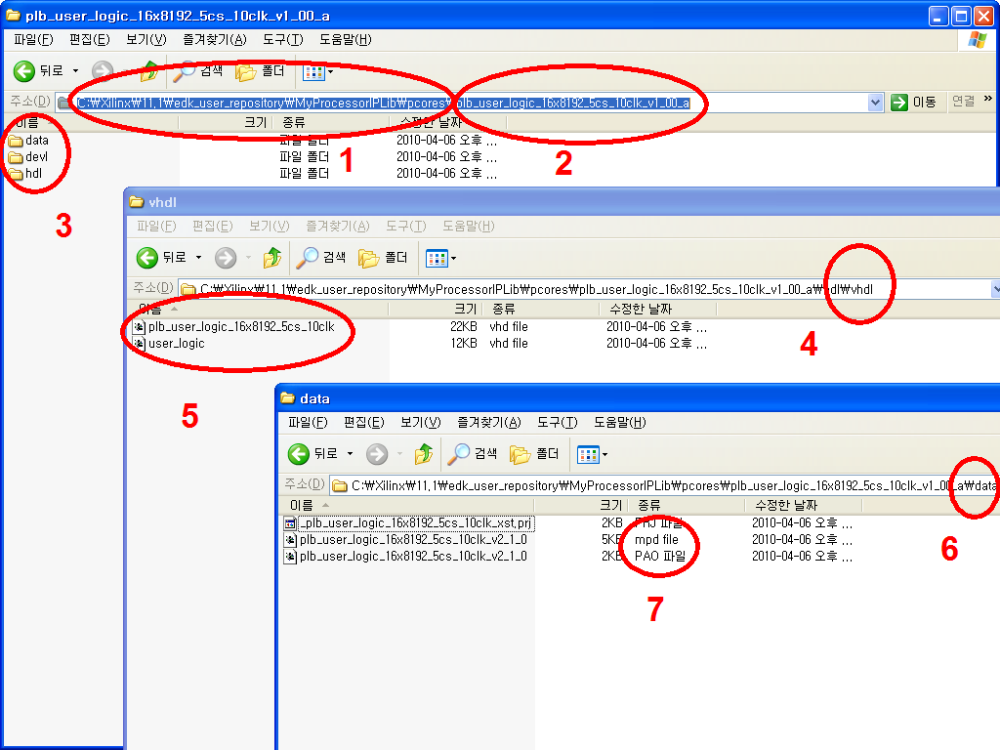 plb_user_logic_16x8192_5cs_10clk_v1_00_a
파일(F) 편집(E) 보기(V) 즐겨찾기(A) 도구(T) 도움말(H)
뒤로 검색 폴더
주소(D) C:₩Xilinx₩11,1₩edk_user_repository₩MyProcessorIPLib₩pcores₩plb_user_logic_16x8192_5cs_10clk_v1_00_a 이동 연결 »
이름 크기 종류 수정한 날짜
data 파일 폴더 2010-04-06 오후 ...
devl 파일 폴더 2010-04-06 오후 ...
hdl 파일 폴더 2010-04-06 오후 ...
1
2
3
vhdl
파일(F) 편집(E) 보기(V) 즐겨찾기(A) 도구(T) 도움말(H)
뒤로 검색 폴더
주소(D) C:₩Xilinx₩11,1₩edk_user_repository₩MyProcessorIPLib₩pcores₩plb_user_logic_16x8192_5cs_10clk_v1_00_a₩hdl₩vhdl
이름 크기 종류 수정한 날짜
plb_user_logic_16x8192_5cs_10clk 22KB vhd file 2010-04-06 오후 ...
user_logic 12KB vhd file 2010-04-06 오후 ...
4
5
data
파일(F) 편집(E) 보기(V) 즐겨찾기(A) 도구(T) 도움말(H)
뒤로 검색 폴더
주소(D) C:₩Xilinx₩11,1₩edk_user_repository₩MyProcessorIPLib₩pcores₩plb_user_logic_16x8192_5cs_10clk_v1_00_a₩data
이름 크기 종류 수정한 날짜
_plb_user_logic_16x8192_5cs_10clk_xst,prj 2KB PRJ 파일 2010-04-06 오후 ...
plb_user_logic_16x8192_5cs_10clk_v2_1_0 5KB mpd file 2010-04-06 오후 ...
plb_user_logic_16x8192_5cs_10clk_v2_1_0 2KB PAO 파일 2010-04-06 오후 ...
6
7